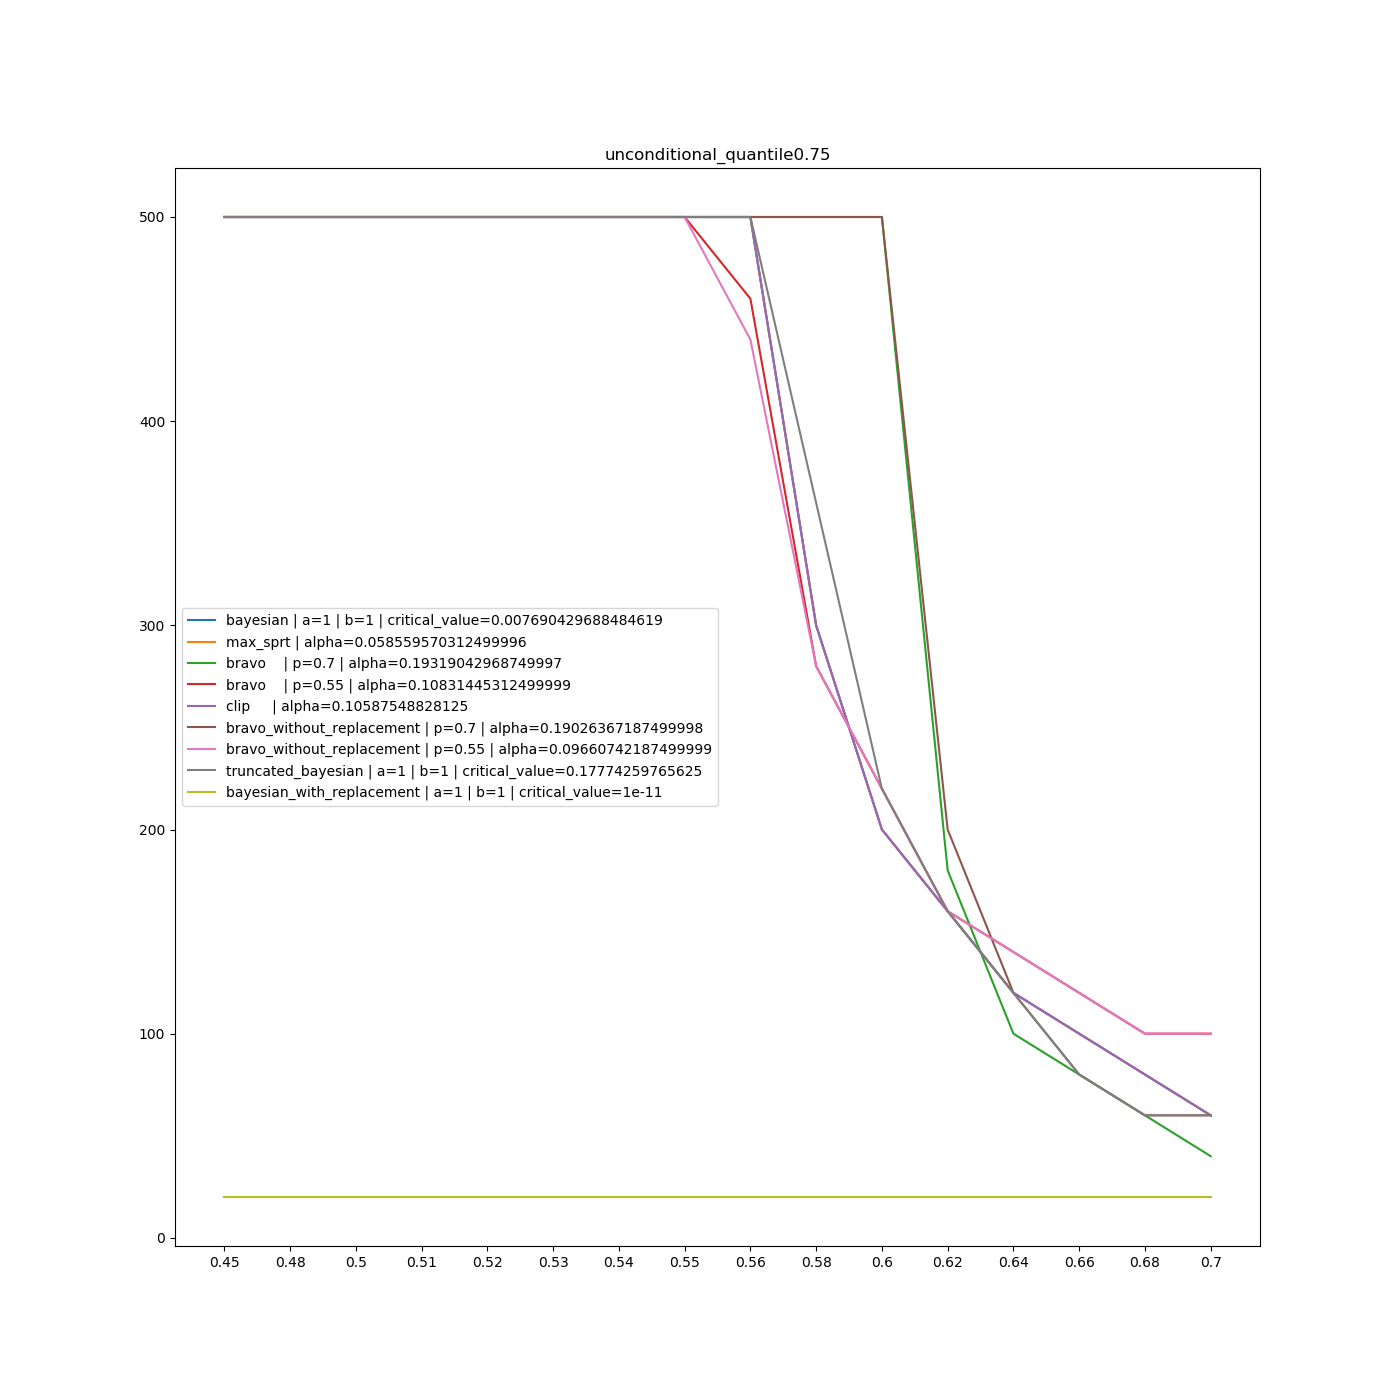 unconditional_quantile0.75
500
400
300
200
100
0
bayesian | a=1 | b=1 | critical_value=0.007690429688484619
max_sprt | alpha=0.058559570312499996
bravo | p=0.7 | alpha=0.19319042968749997
bravo | p=0.55 | alpha=0.10831445312499999
clip | alpha=0.10587548828125
bravo_without_replacement | p=0.7 | alpha=0.19026367187499998
bravo_without_replacement | p=0.55 | alpha=0.09660742187499999
truncated_bayesian | a=1 | b=1 | critical_value=0.17774259765625
bayesian_with_replacement | a=1 | b=1 | critical_value=1e-11
0.45 0.48 0.5 0.51 0.52 0.53 0.54 0.55 0.56 0.58 0.6 0.62 0.64 0.66 0.68 0.7